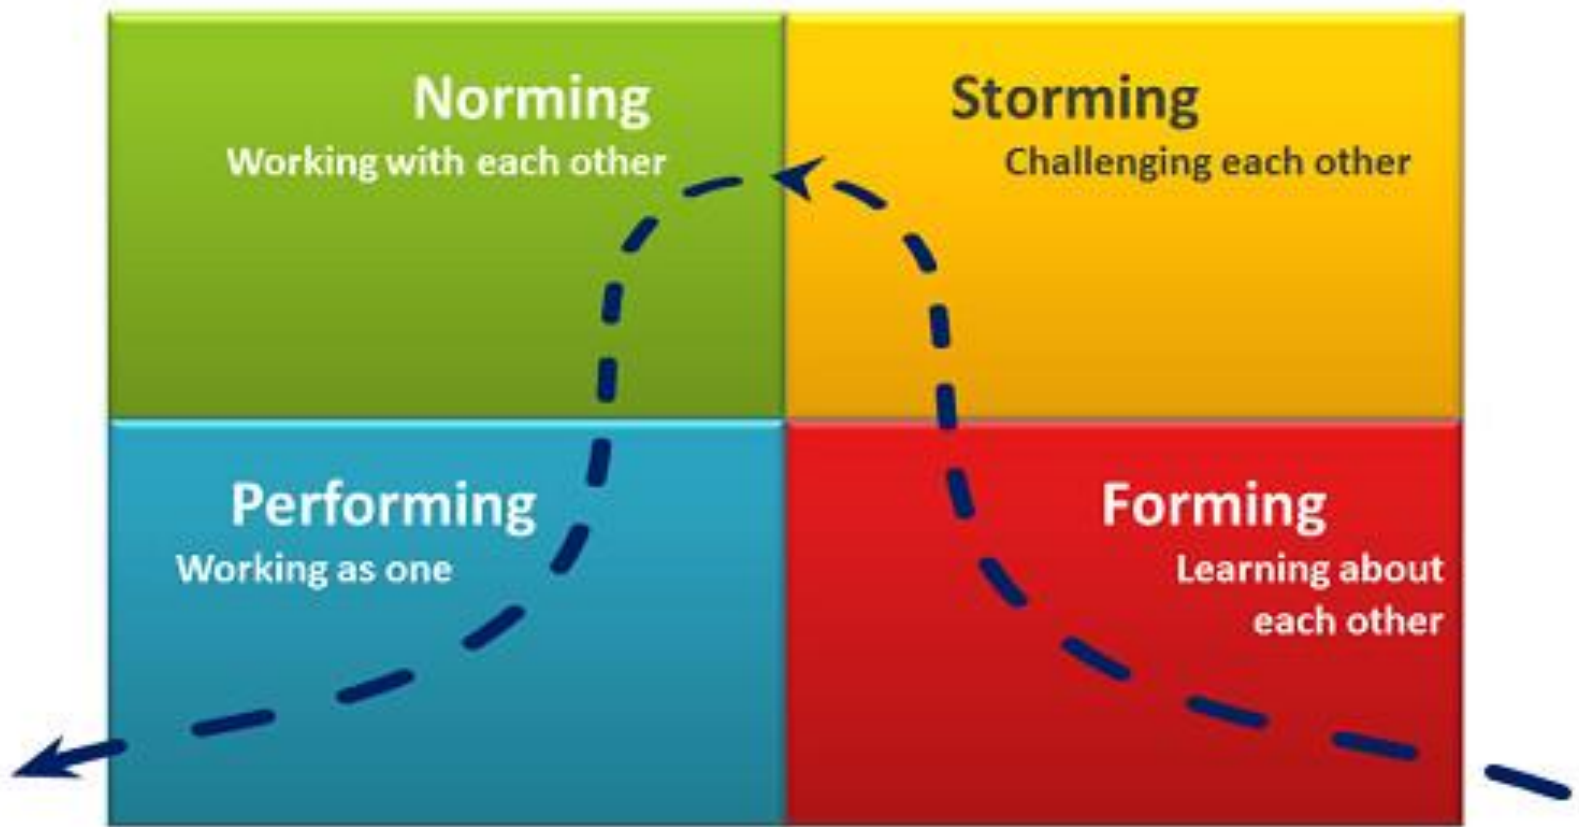 Norming
Working with each other
Storming
Challenging each other
Performing
Working as one
Forming
Learning about
each other